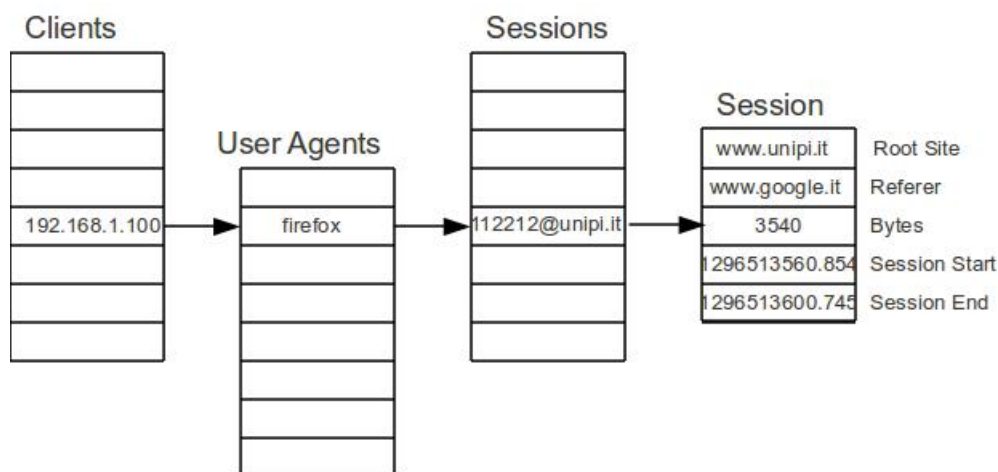 Clients
Sessions
Session
User Agents
www.unipi.it Root Site
www.google.it Referer
192.168.1.100 firefox 112212@unipi.it 3540 Bytes
1296513560.854 Session Start
1296513600.745 Session End